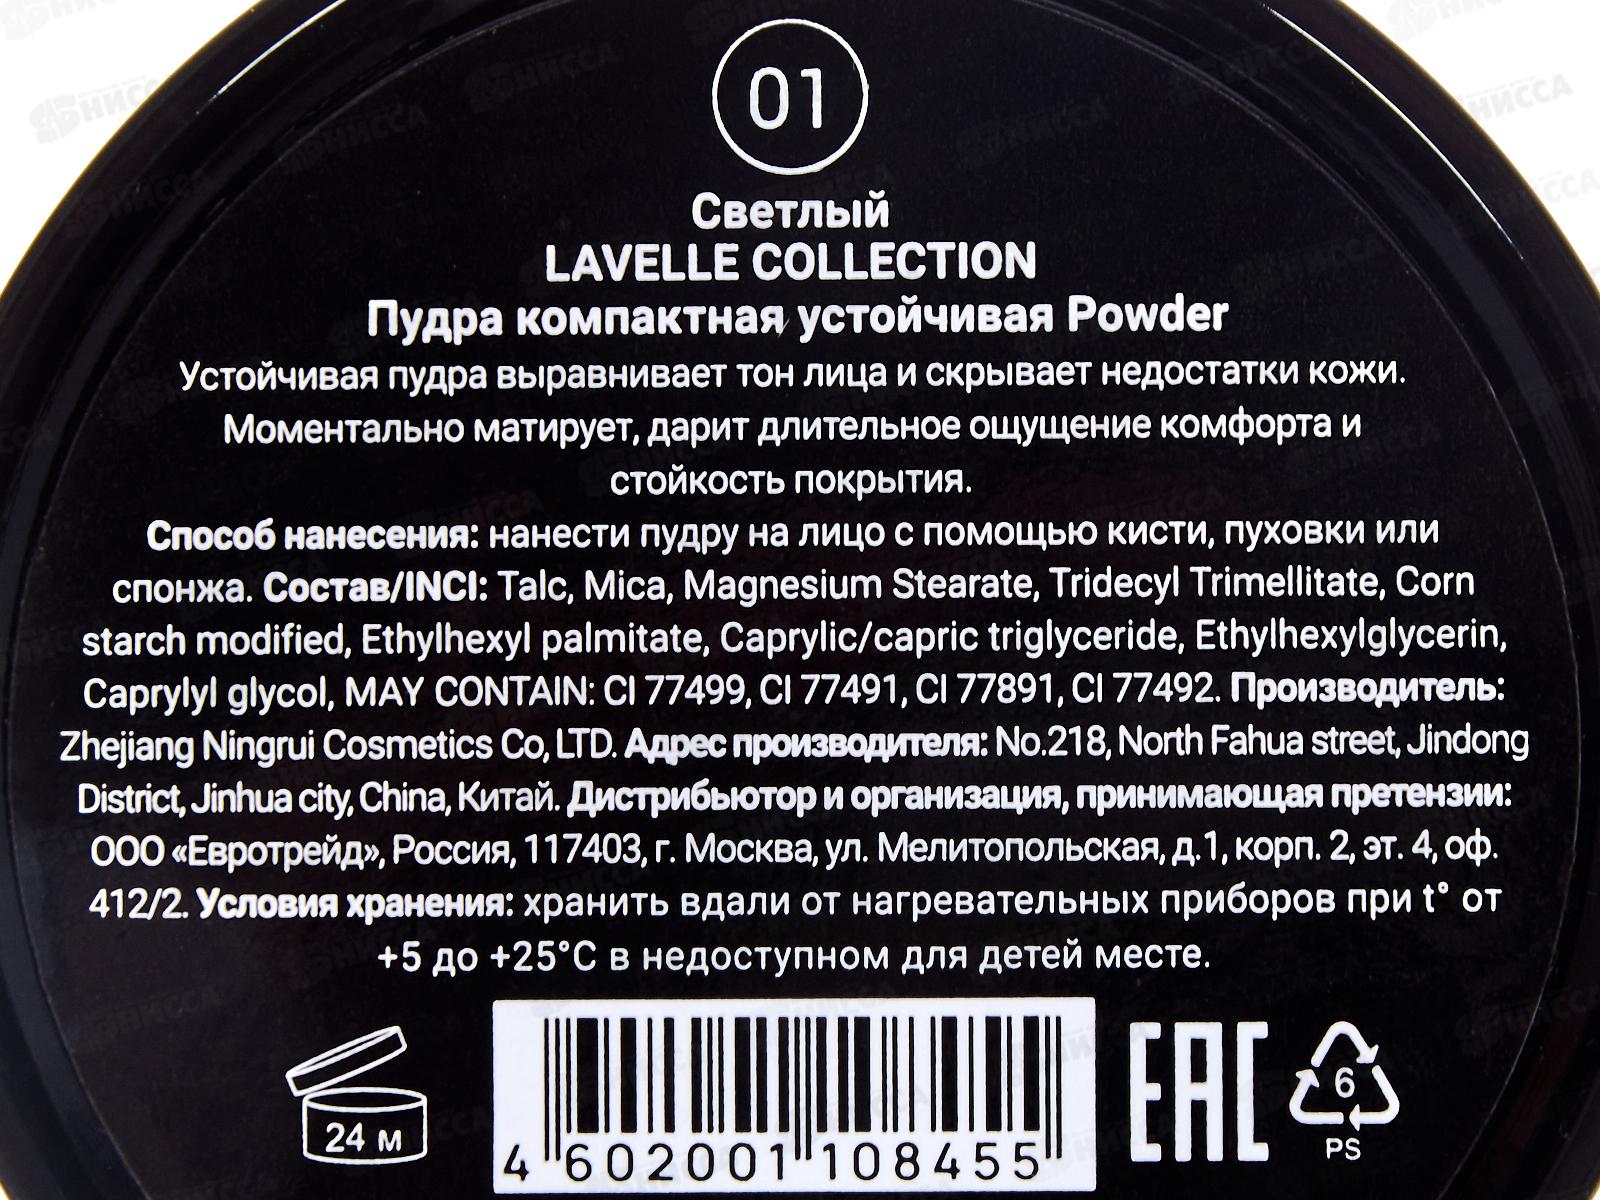 01
Светлый
LAVELLE COLLECTION
Пудра компактная устойчивая Powder
Устойчивая пудра выравнивает тон лица и скрывает недостатки кожи.
Моментально матирует, дарит длительное ощущение комфорта и
стойкость покрытия.
Способ нанесения: нанести пудру на лицо с помощью кисти, пуховки или
спонжа. Состав/INCI: Talc, Mica, Magnesium Stearate, Tridecyl Trimellitate, Corn
starch modified, Ethylhexyl palmitate, Caprylic/capric triglyceride, Ethylhexylglycerin,
Caprylyl glycol, MAY CONTAIN: CI 77499, CI 77491, CI 77891, CI 77492. Производитель:
Zhejiang Ningrui Cosmetics Co, LTD. Адрес производителя: No.218, North Fahua street, Jindong
District, Jinhua city, China, Китай. Дистрибьютор и организация, принимающая претензии:
ООО «Евротрейд», Россия, 117403, г. Москва, ул. Мелитопольская, д.1, корп. 2, эт. 4, оф.
412/2. Условия хранения: хранить вдали от нагревательных приборов при t° от
+5 до +25°C в недоступном для детей месте.
24 м
4 602001 108455
EAC
6
PS
НИССА